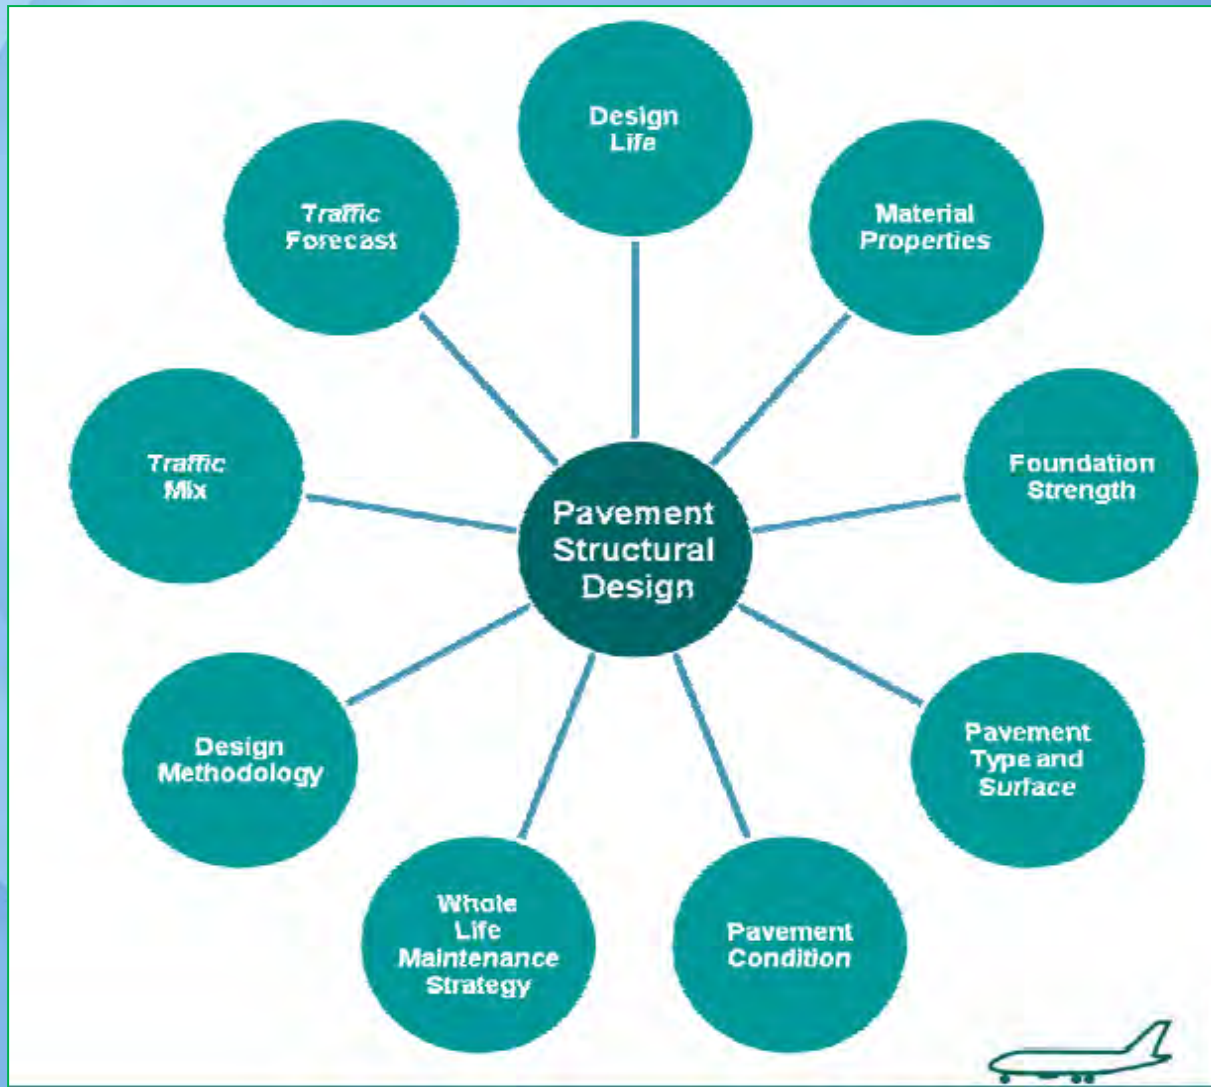 Design
Life
Material
Properties
Foundation
Strength
Pavement
Type and
Surface
Pavement
Condition
Whole
Life
Maintenance
Strategy
Design
Methodology
Traffic
Mix
Traffic
Forecast
Pavement
Structural
Design